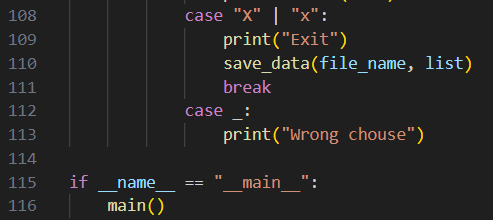 108 case "X" | "x":
109 print("Exit")
110 save_data(file_name, list)
111 break
112 case _:
113 print("Wrong chouse")
114
115 if __name__ == "__main__":
116 main()